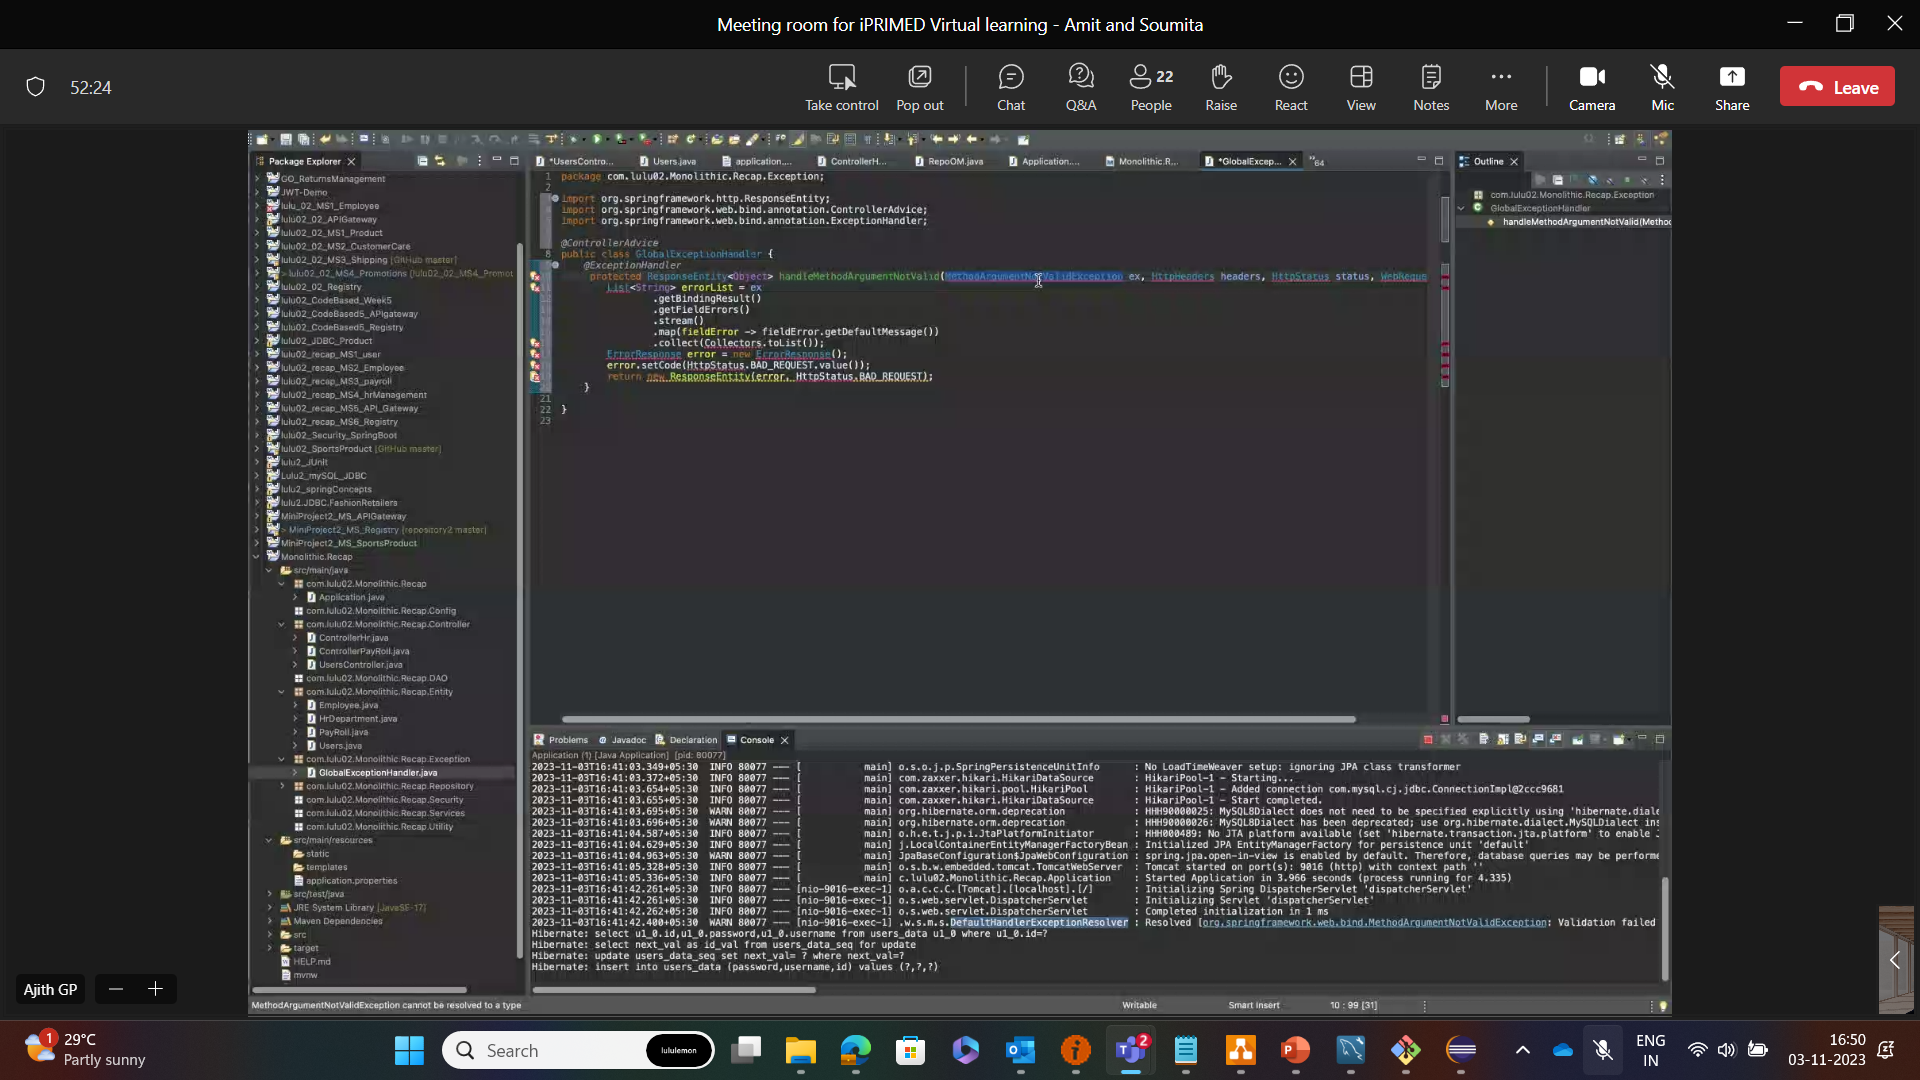 Meeting room for iPRIMED Virtual learning - Amit and Soumita
52:24
Take control
Pop out
Chat
Q&A
22
People
Raise
React
View
Notes
More
Camera
Mic
Share
Leave
Package Explorer
GO_ReturnsManagement
JWT-Demo
lulu_02_MS1_Employee
lulu02_02_APIGateway
lulu02_02_MS1_Product
lulu02_02_MS2_CustomerCare
lulu02_02_MS3_Shipping [GitHub master]
> lulu02_02_MS4_Promotions [lulu02_02_MS4_Promot
lulu02_02_Registry
lulu02_CodeBased_Week5
lulu02_CodeBased5_APIgateway
lulu02_CodeBased5_Registry
lulu02_JDBC_Product
lulu02_recap_MS1_user
lulu02_recap_MS2_Employee
lulu02_recap_MS3_payroll
lulu02_recap_MS4_hrManagement
lulu02_recap_MS5_API_Gateway
lulu02_recap_MS6_Registry
lulu02_Security_SpringBoot
lulu02_SportsProduct [GitHub master]
lulu2_JUnit
Lulu2_mySQL_JDBC
lulu2_springConcepts
lulu2.JDBC.FashionRetailers
MiniProject2_MS_APIGateway
> MiniProject2_MS_Registry [repository2 master]
MiniProject2_MS_SportsProduct
Monolithic.Recap
src/main/java
com.lulu02.Monolithic.Recap
Application.java
com.lulu02.Monolithic.Recap.Config
com.lulu02.Monolithic.Recap.Controller
ControllerHr.java
ControllerPayRoll.java
UsersController.java
com.lulu02.Monolithic.Recap.DAO
com.lulu02.Monolithic.Recap.Entity
Employee.java
HrDepartment.java
PayRoll.java
Users.java
com.lulu02.Monolithic.Recap.Exception
GlobalExceptionHandler.java
com.lulu02.Monolithic.Recap.Repository
com.lulu02.Monolithic.Recap.Security
com.lulu02.Monolithic.Recap.Services
com.lulu02.Monolithic.Recap.Utility
src/main/resources
static
templates
application.properties
src/test/java
JRE System Library [JavaSE-17]
Maven Dependencies
src
target
HELP.md
mvnw
*UsersContro...
Users.java
application....
ControllerH...
RepoOM.java
Application....
Monolithic.R...
*GlobalExcep...
»64
1 package com.lulu02.Monolithic.Recap.Exception;
2
import org.springframework.http.ResponseEntity;
import org.springframework.web.bind.annotation.ControllerAdvice;
import org.springframework.web.bind.annotation.ExceptionHandler;
@ControllerAdvice
8 public class GlobalExceptionHandler {
@ExceptionHandler
protected ResponseEntity<Object> handleMethodArgumentNotValid(MethodArgumentNotValidException ex, HttpHeaders headers, HttpStatus status, WebReque
List<String> errorList = ex
.getBindingResult()
.getFieldErrors()
.stream()
.map(fieldError -> fieldError.getDefaultMessage())
.collect(Collectors.toList());
ErrorResponse error = new ErrorResponse();
error.setCode(HttpStatus.BAD_REQUEST.value());
return new ResponseEntity(error, HttpStatus.BAD_REQUEST);
}
21
22 }
23
Outline
com.lulu02.Monolithic.Recap.Exception
GlobalExceptionHandler
handleMethodArgumentNotValid(Method
Problems
Javadoc
Declaration
Console
Application (1) [Java Application] [pid: 80077]
2023-11-03T16:41:03.349+05:30 INFO 80077 --- [ main] o.s.o.j.p.SpringPersistenceUnitInfo : No LoadTimeWeaver setup: ignoring JPA class transformer
2023-11-03T16:41:03.372+05:30 INFO 80077 --- [ main] com.zaxxer.hikari.HikariDataSource : HikariPool-1 - Starting...
2023-11-03T16:41:03.654+05:30 INFO 80077 --- [ main] com.zaxxer.hikari.pool.HikariPool : HikariPool-1 - Added connection com.mysql.cj.jdbc.ConnectionImpl@2ccc9681
2023-11-03T16:41:03.655+05:30 INFO 80077 --- [ main] com.zaxxer.hikari.HikariDataSource : HikariPool-1 - Start completed.
2023-11-03T16:41:03.695+05:30 WARN 80077 --- [ main] org.hibernate.orm.deprecation : HHH90000025: MySQL8Dialect does not need to be specified explicitly using 'hibernate.diale
2023-11-03T16:41:03.696+05:30 WARN 80077 --- [ main] org.hibernate.orm.deprecation : HHH90000026: MySQL8Dialect has been deprecated; use org.hibernate.dialect.MySQLDialect ins
2023-11-03T16:41:04.587+05:30 INFO 80077 --- [ main] o.h.e.t.j.p.i.JtaPlatformInitiator : HHH000489: No JTA platform available (set 'hibernate.transaction.jta.platform' to enable J
2023-11-03T16:41:04.629+05:30 INFO 80077 --- [ main] j.LocalContainerEntityManagerFactoryBean : Initialized JPA EntityManagerFactory for persistence unit 'default'
2023-11-03T16:41:04.963+05:30 WARN 80077 --- [ main] JpaBaseConfiguration$JpaWebConfiguration : spring.jpa.open-in-view is enabled by default. Therefore, database queries may be performe
2023-11-03T16:41:05.328+05:30 INFO 80077 --- [ main] o.s.b.w.embedded.tomcat.TomcatWebServer : Tomcat started on port(s): 9016 (http) with context path ''
2023-11-03T16:41:05.336+05:30 INFO 80077 --- [ main] c.lulu02.Monolithic.Recap.Application : Started Application in 3.966 seconds (process running for 4.335)
2023-11-03T16:41:42.261+05:30 INFO 80077 --- [nio-9016-exec-1] o.a.c.c.C.[Tomcat].[localhost].[/] : Initializing Spring DispatcherServlet 'dispatcherServlet'
2023-11-03T16:41:42.261+05:30 INFO 80077 --- [nio-9016-exec-1] o.s.web.servlet.DispatcherServlet : Initializing Servlet 'dispatcherServlet'
2023-11-03T16:41:42.262+05:30 INFO 80077 --- [nio-9016-exec-1] o.s.web.servlet.DispatcherServlet : Completed initialization in 1 ms
2023-11-03T16:41:42.400+05:30 WARN 80077 --- [nio-9016-exec-1] .w.s.m.s.DefaultHandlerExceptionResolver : Resolved [org.springframework.web.bind.MethodArgumentNotValidException: Validation failed
Hibernate: select u1_0.id,u1_0.password,u1_0.username from users_data u1_0 where u1_0.id=?
Hibernate: select next_val as id_val from users_data_seq for update
Hibernate: update users_data_seq set next_val= ? where next_val=?
Hibernate: insert into users_data (password,username,id) values (?,?,?)
MethodArgumentNotValidException cannot be resolved to a type
Writable
Smart Insert
10 : 99 [31]
Ajith GP
1
29°C
Partly sunny
Search
lululemon
2
ENG
IN
16:50
03-11-2023